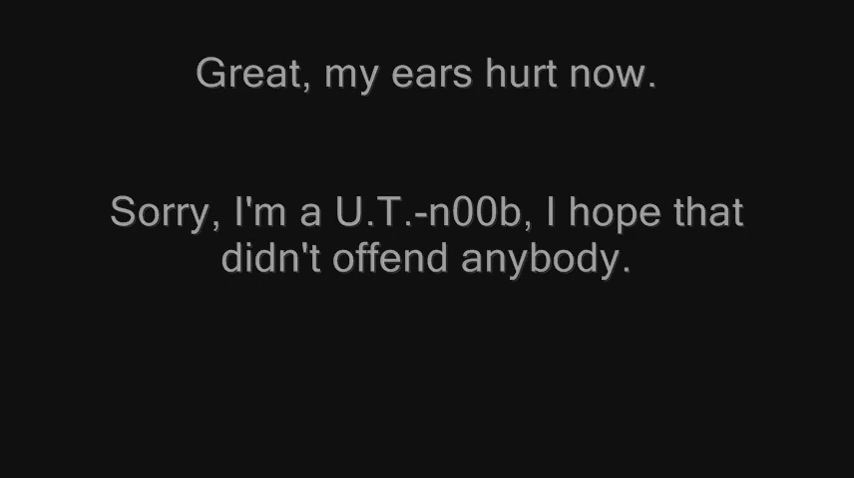 Great, my ears hurt now.
Sorry, I'm a U.T.-n00b, I hope that
didn't offend anybody.